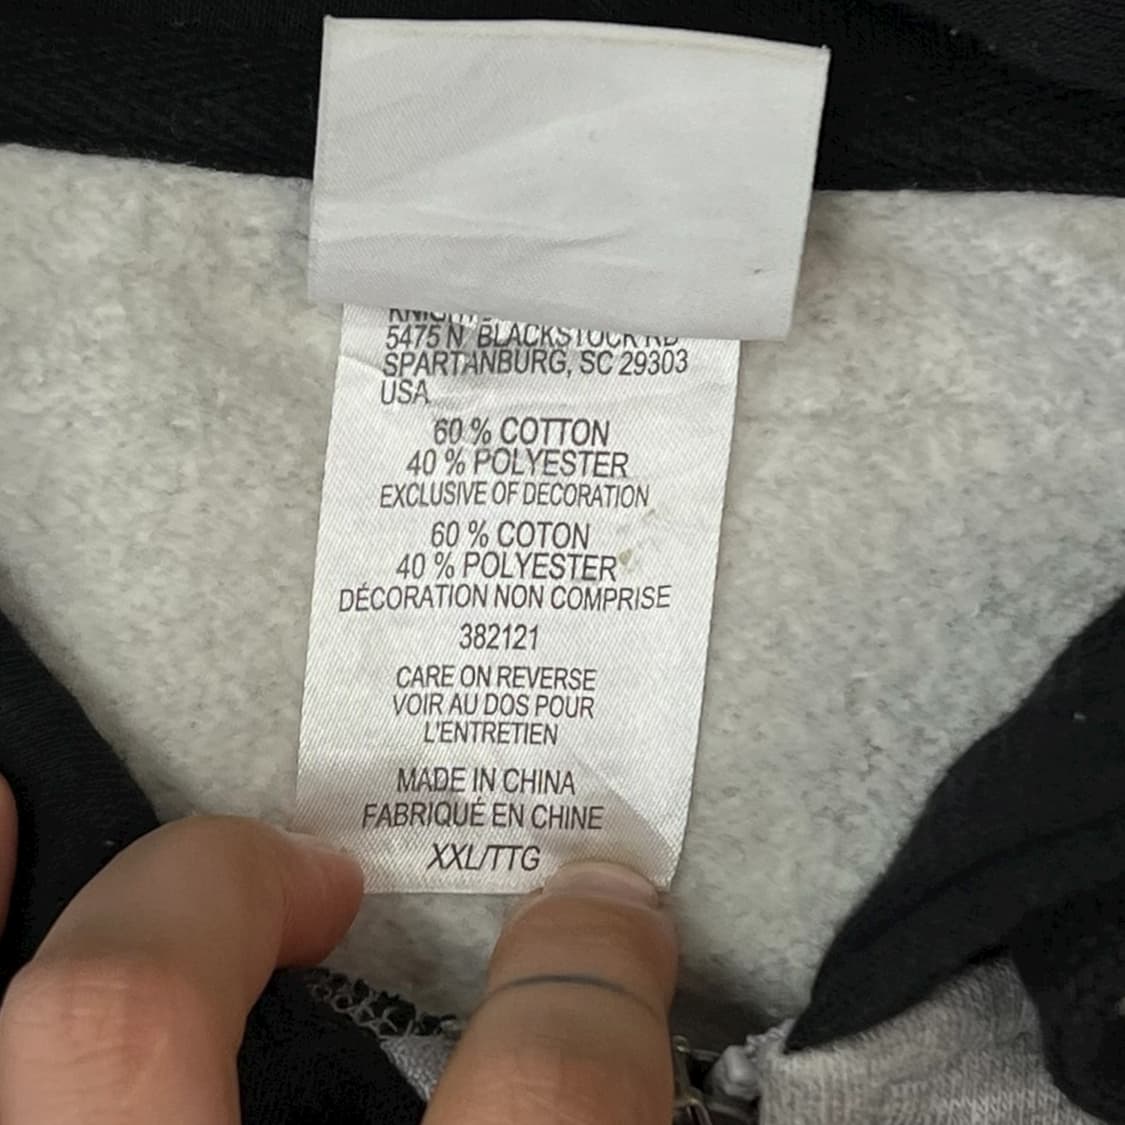 5475 N BLACKSTOCK RD
SPARTANBURG, SC 29303
USA
60 % COTTON
40 % POLYESTER
EXCLUSIVE OF DECORATION
60 % COTON
40 % POLYESTER
DÉCORATION NON COMPRISE
382121
CARE ON REVERSE
VOIR AU DOS POUR
L'ENTRETIEN
MADE IN CHINA
FABRIQUÉ EN CHINE
XXL/TTG